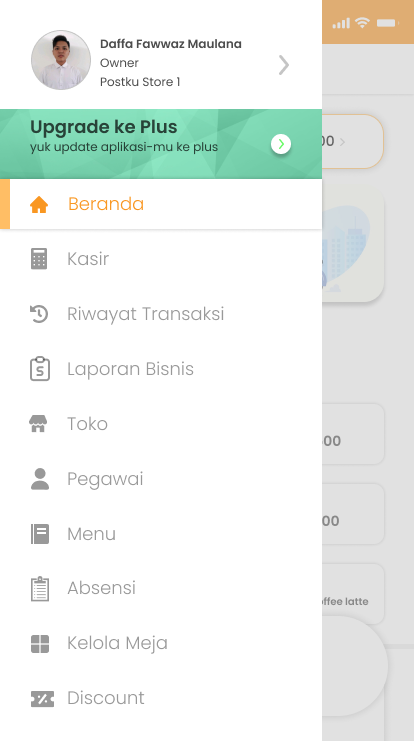 Daffa Fawwaz Maulana
Owner
Postku Store 1
Upgrade ke Plus
yuk update aplikasi-mu ke plus
Beranda
Kasir
Riwayat Transaksi
Laporan Bisnis
Toko
Pegawai
Menu
Absensi
Kelola Meja
Discount
00
00
00
offee latte